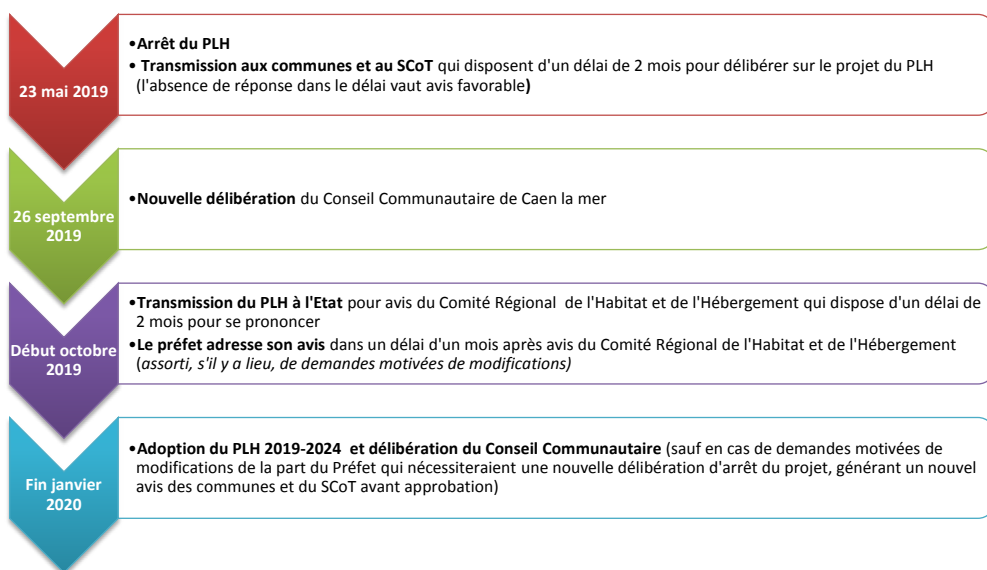 23 mai 2019
•Arrêt du PLH
• Transmission aux communes et au SCoT qui disposent d'un délai de 2 mois pour délibérer sur le projet du PLH
(l'absence de réponse dans le délai vaut avis favorable)
26 septembre
2019
•Nouvelle délibération du Conseil Communautaire de Caen la mer
Début octobre
2019
•Transmission du PLH à l'Etat pour avis du Comité Régional de l'Habitat et de l'Hébergement qui dispose d'un délai de
2 mois pour se prononcer
•Le préfet adresse son avis dans un délai d'un mois après avis du Comité Régional de l'Habitat et de l'Hébergement
(assorti, s'il y a lieu, de demandes motivées de modifications)
Fin janvier
2020
•Adoption du PLH 2019-2024 et délibération du Conseil Communautaire (sauf en cas de demandes motivées de
modifications de la part du Préfet qui nécessiteraient une nouvelle délibération d'arrêt du projet, générant un nouvel
avis des communes et du SCoT avant approbation)